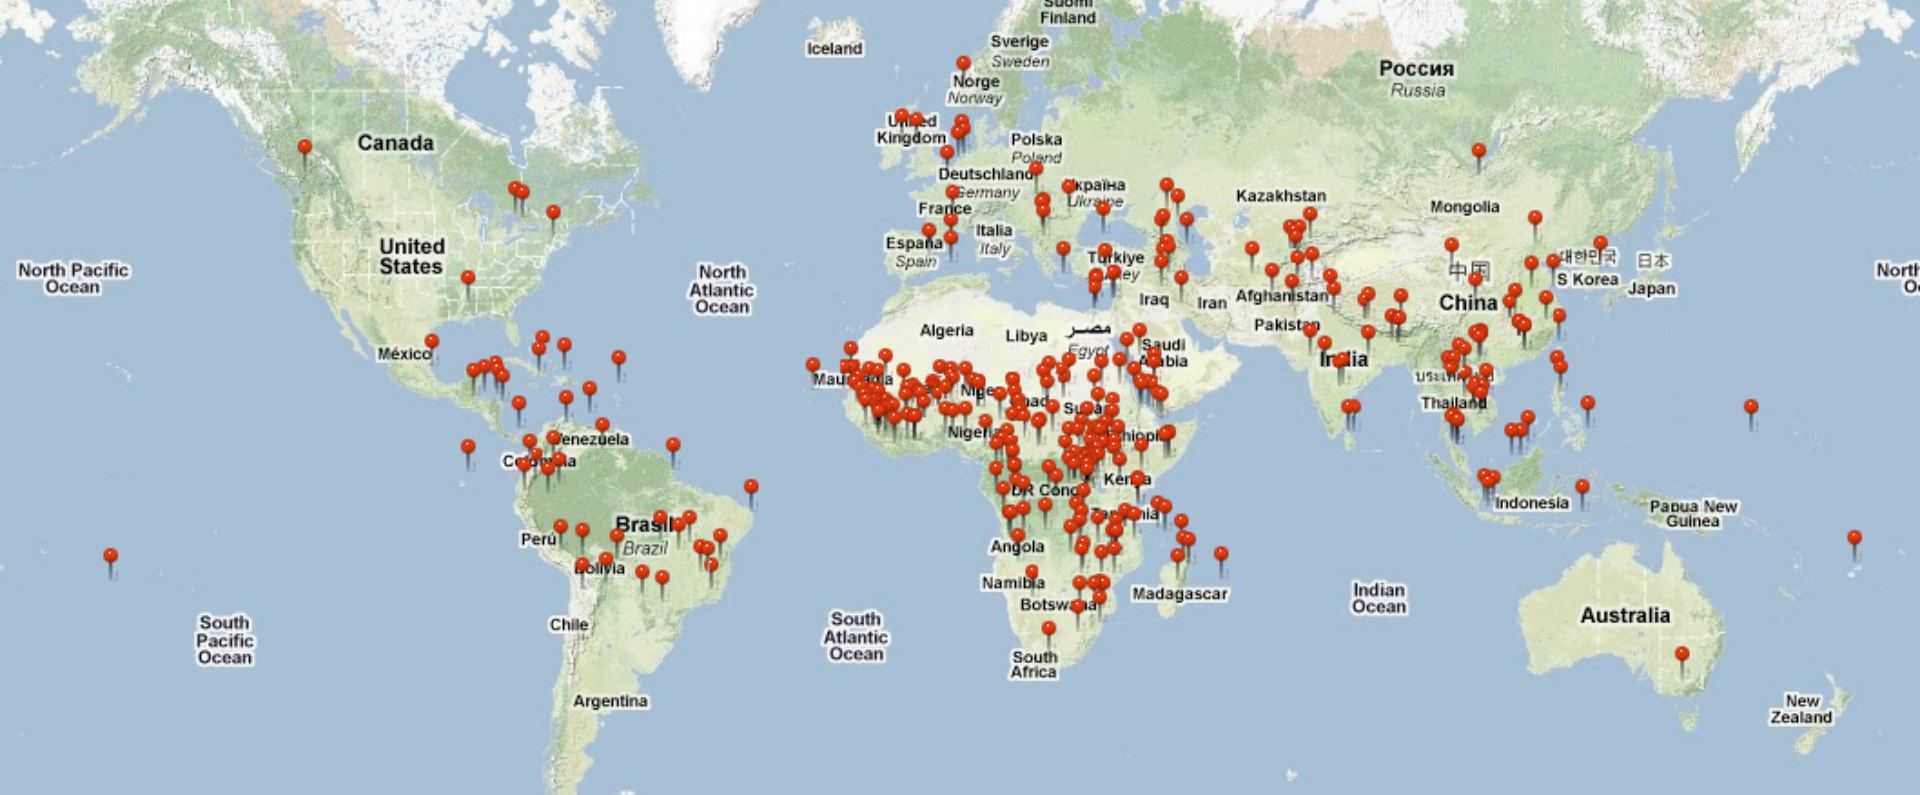 Suomi
Finland
Iceland
Sverige
Sweden
Россия
Russia
Norge
Norway
Canada
United
Kingdom
Polska
Poland
Deutschland
Germany
Україна
Ukraine
Kazakhstan
Mongolia
France
United
States
Italia
Italy
España
Spain
Türkiye
North Pacific
Ocean
North
Atlantic
Ocean
中国
대한민국
S Korea
日本
Japan
Iraq
Iran
Afghanistan
China
Pakistan
Algeria
Libya
مصر
Egypt
Saudi
Arabia
India
México
Thailand
Venezuela
Nigeria
Ethiopia
Colombia
DR Congo
Kenya
Indonesia
Papua New
Guinea
Perú
Brasil
Brazil
Tanzania
Angola
Bolivia
Namibia
Botswana
Madagascar
Indian
Ocean
Australia
Chile
South
Pacific
Ocean
South
Atlantic
Ocean
South
Africa
Argentina
New
Zealand